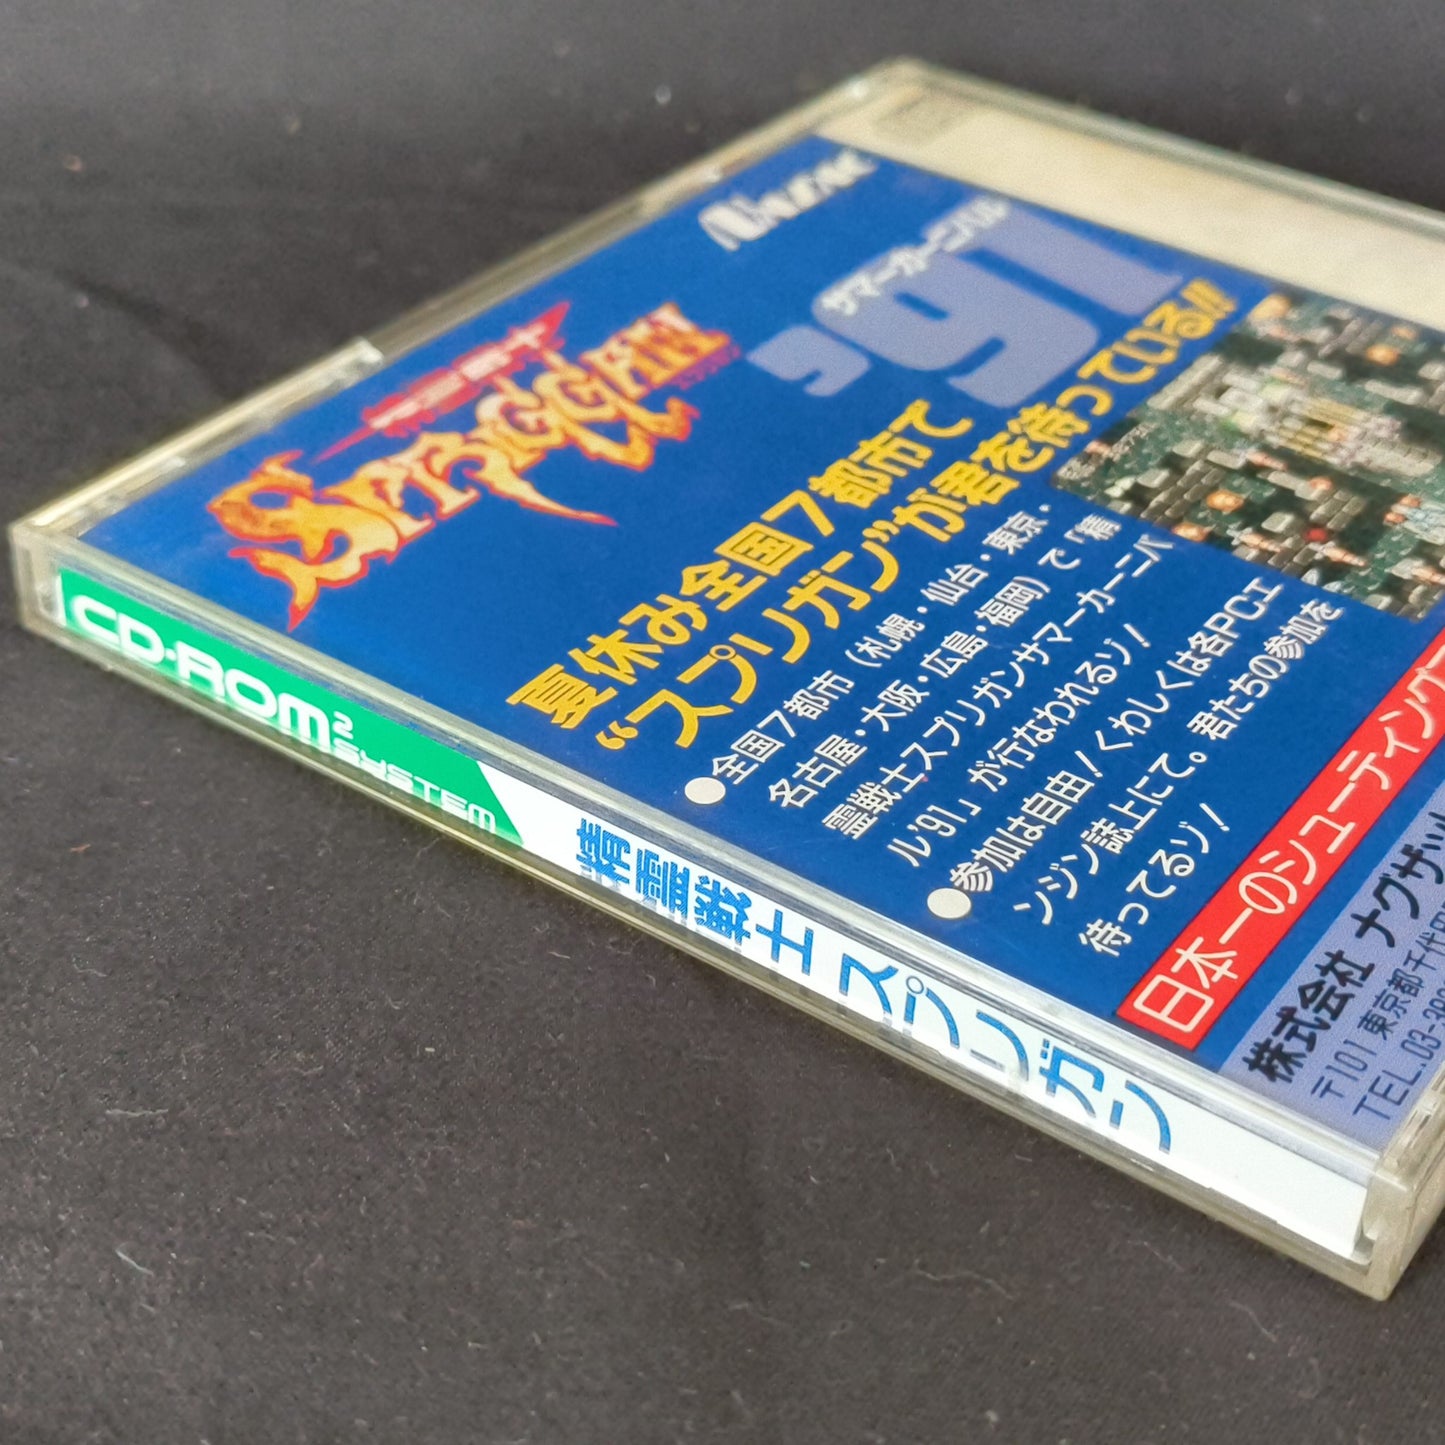 NAXAT
サマーカーニバル
'91
精霊戦士
SPRIGGAN
スプリガン
夏休み全国7都市で
“スプリガン”が君を待っている!!
●全国7都市(札幌・仙台・東京・
名古屋・大阪・広島・福岡)で「精
霊戦士スプリガンサマーカーニバ
ル'91」が行なわれるゾ!
●参加は自由!くわしくは各PCエ
ンジン誌上にて。君たちの参加を
待ってるゾ!
日本一のシューティング
株式会社 ナグザット
〒101 東京都千代田
TEL.03-
CD-ROM²
SYSTEM
精霊戦士スプリガン